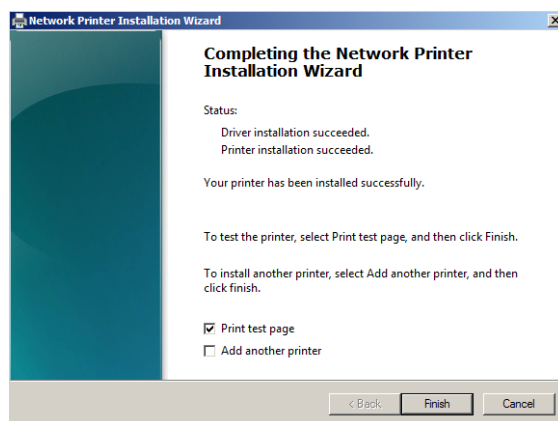 Network Printer Installation Wizard
Completing the Network Printer
Installation Wizard
Status:
Driver installation succeeded.
Printer installation succeeded.
Your printer has been installed successfully.
To test the printer, select Print test page, and then click Finish.
To install another printer, select Add another printer, and then
click finish.
Print test page
Add another printer
< Back Finish Cancel